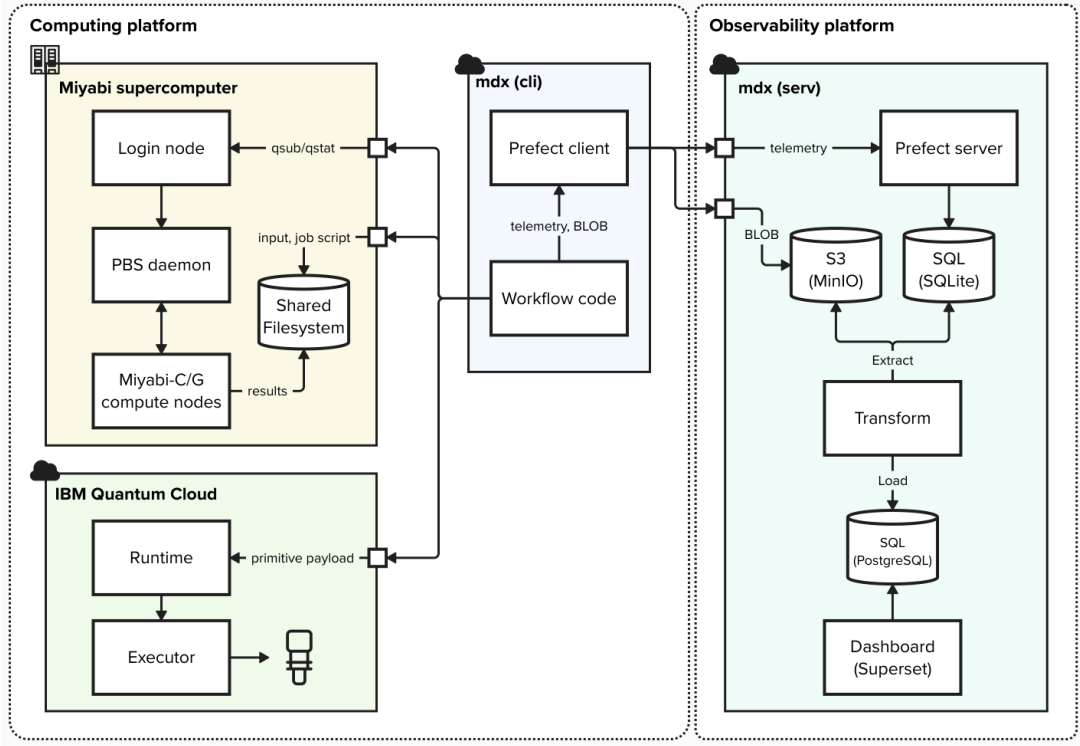 Computing platform
Miyabi supercomputer
Login node
qsub/qstat
PBS daemon
input, job script
Shared
Filesystem
Miyabi-C/G
compute nodes
results
IBM Quantum Cloud
Runtime
primitive payload
Executor
mdx (cli)
Prefect client
telemetry, BLOB
Workflow code
Observability platform
mdx (serv)
telemetry
Prefect server
BLOB
S3
(MinIO)
SQL
(SQLite)
Extract
Transform
Load
SQL
(PostgreSQL)
Dashboard
(Superset)